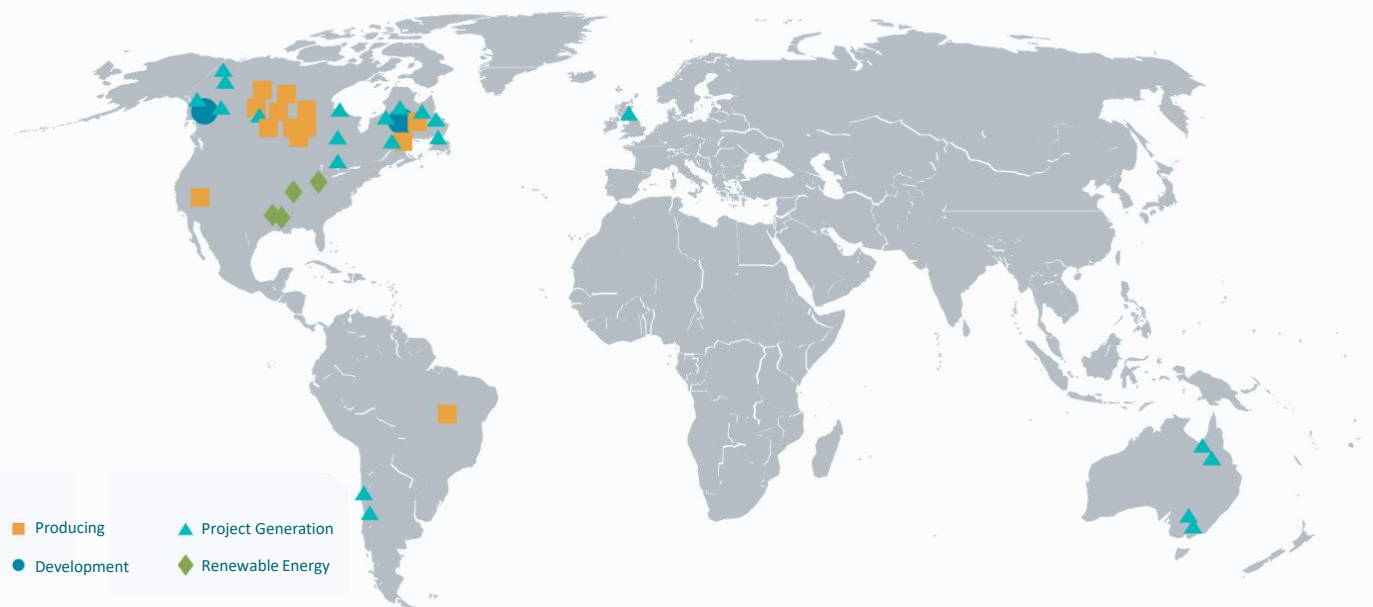 Producing
Project Generation
Development
Renewable Energy